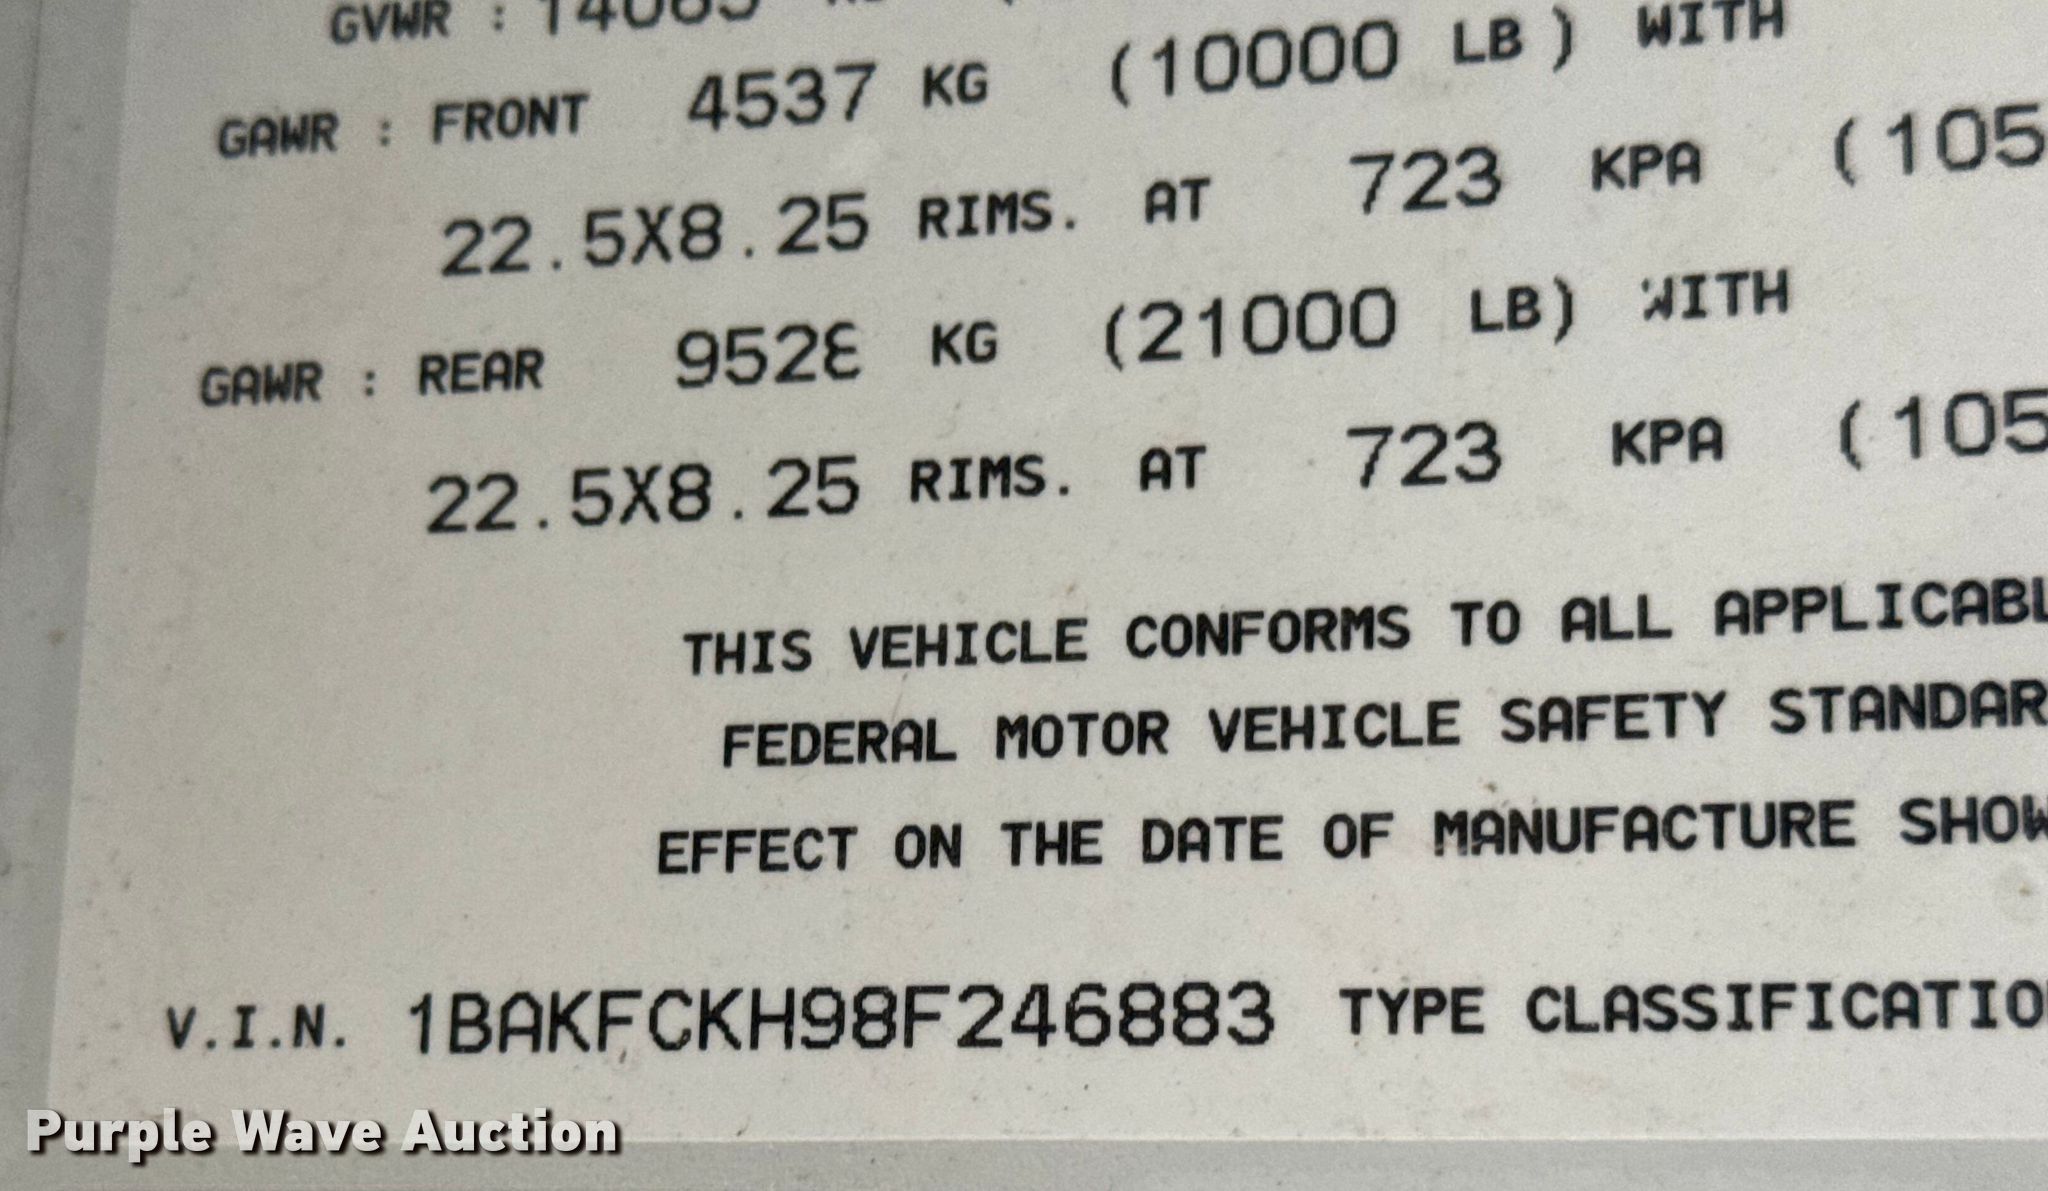 GVWR :
GAWR : FRONT 4537 KG (10000 LB) WITH
22.5X8.25 RIMS. AT 723 KPA (105
GAWR : REAR 9528 KG (21000 LB) WITH
22.5X8.25 RIMS. AT 723 KPA (105
THIS VEHICLE CONFORMS TO ALL APPLICABL
FEDERAL MOTOR VEHICLE SAFETY STANDAR
EFFECT ON THE DATE OF MANUFACTURE SHOW
V.I.N. 1BAKFCKH98F246883 TYPE CLASSIFICATIO
Purple Wave Auction